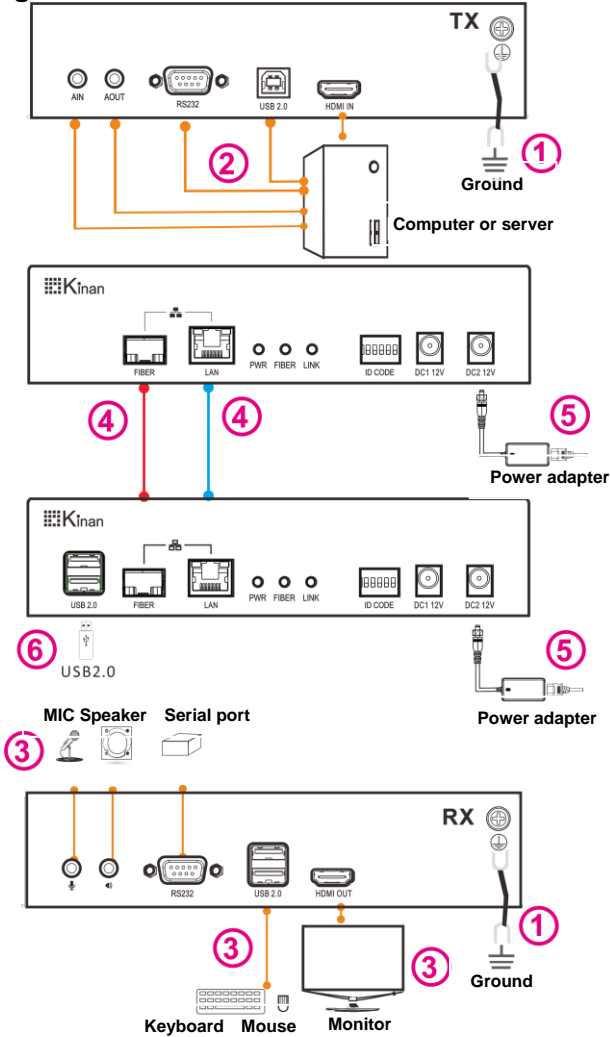 TX
AIN AOUT RS232 USB 2.0 HDMI IN
2
1
Ground
Computer or server
Kinan
FIBER LAN PWR FIBER LINK ID CODE DC1 12V DC2 12V
4 4 5
Power adapter
Kinan
USB 2.0 FIBER LAN PWR FIBER LINK ID CODE DC1 12V DC2 12V
6 5
USB2.0
Power adapter
MIC Speaker Serial port
3
RX
RS232 USB 2.0 HDMI OUT
1
3 3
Ground
Keyboard Mouse Monitor